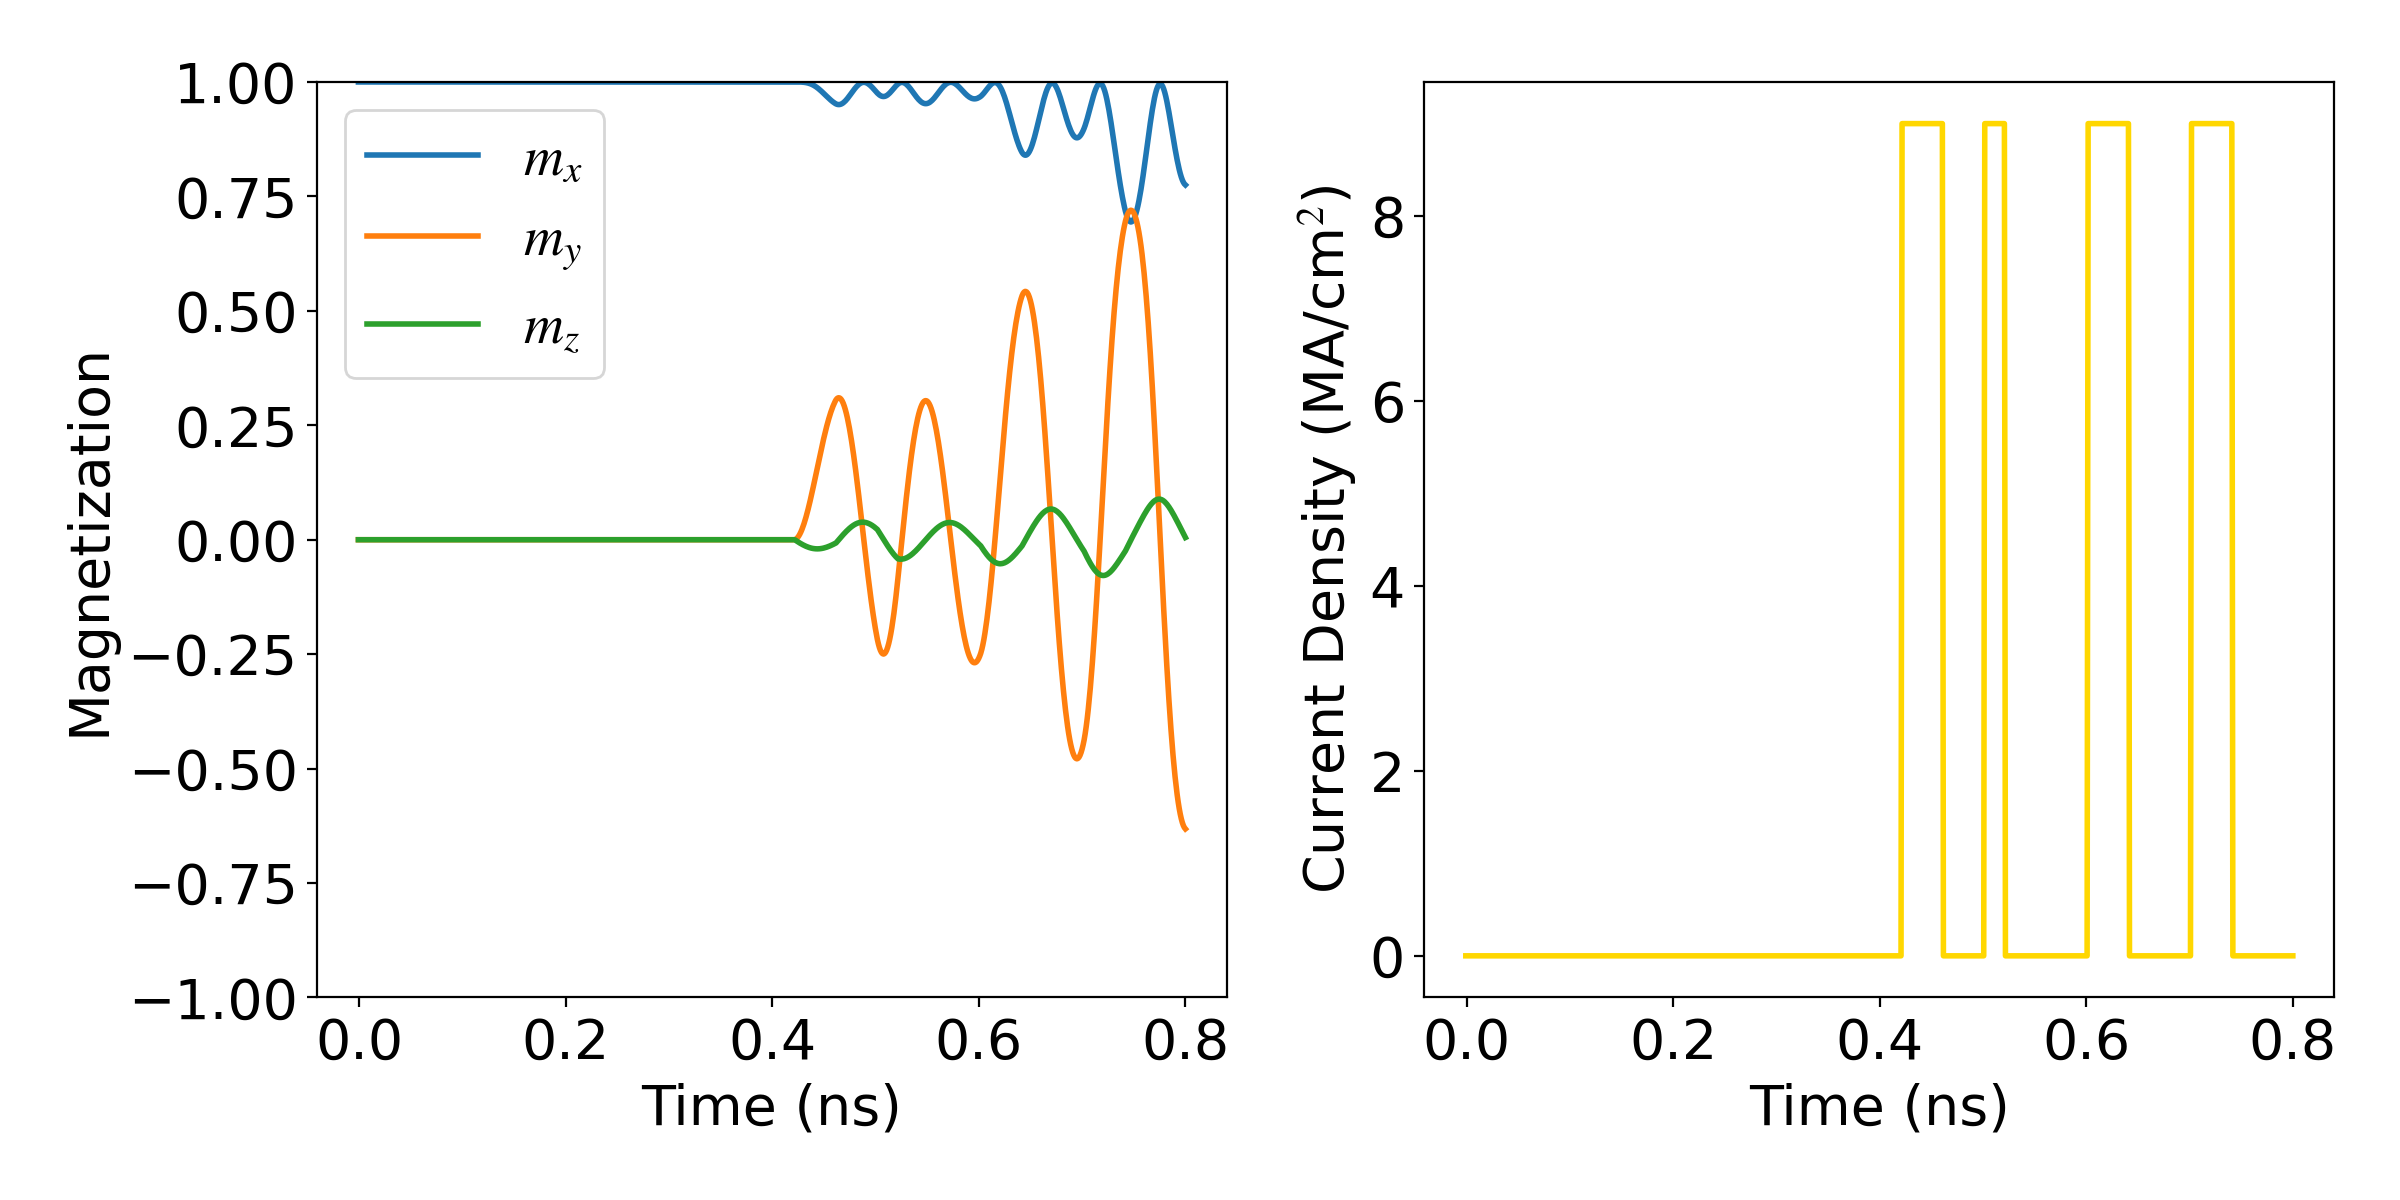 1.00
0.75
0.50
0.25
0.00
−0.25
−0.50
−0.75
−1.00
Magnetization
m_x
m_y
m_z
0.0 0.2 0.4 0.6 0.8
Time (ns)
8
6
4
2
0
Current Density (MA/cm²)
0.0 0.2 0.4 0.6 0.8
Time (ns)